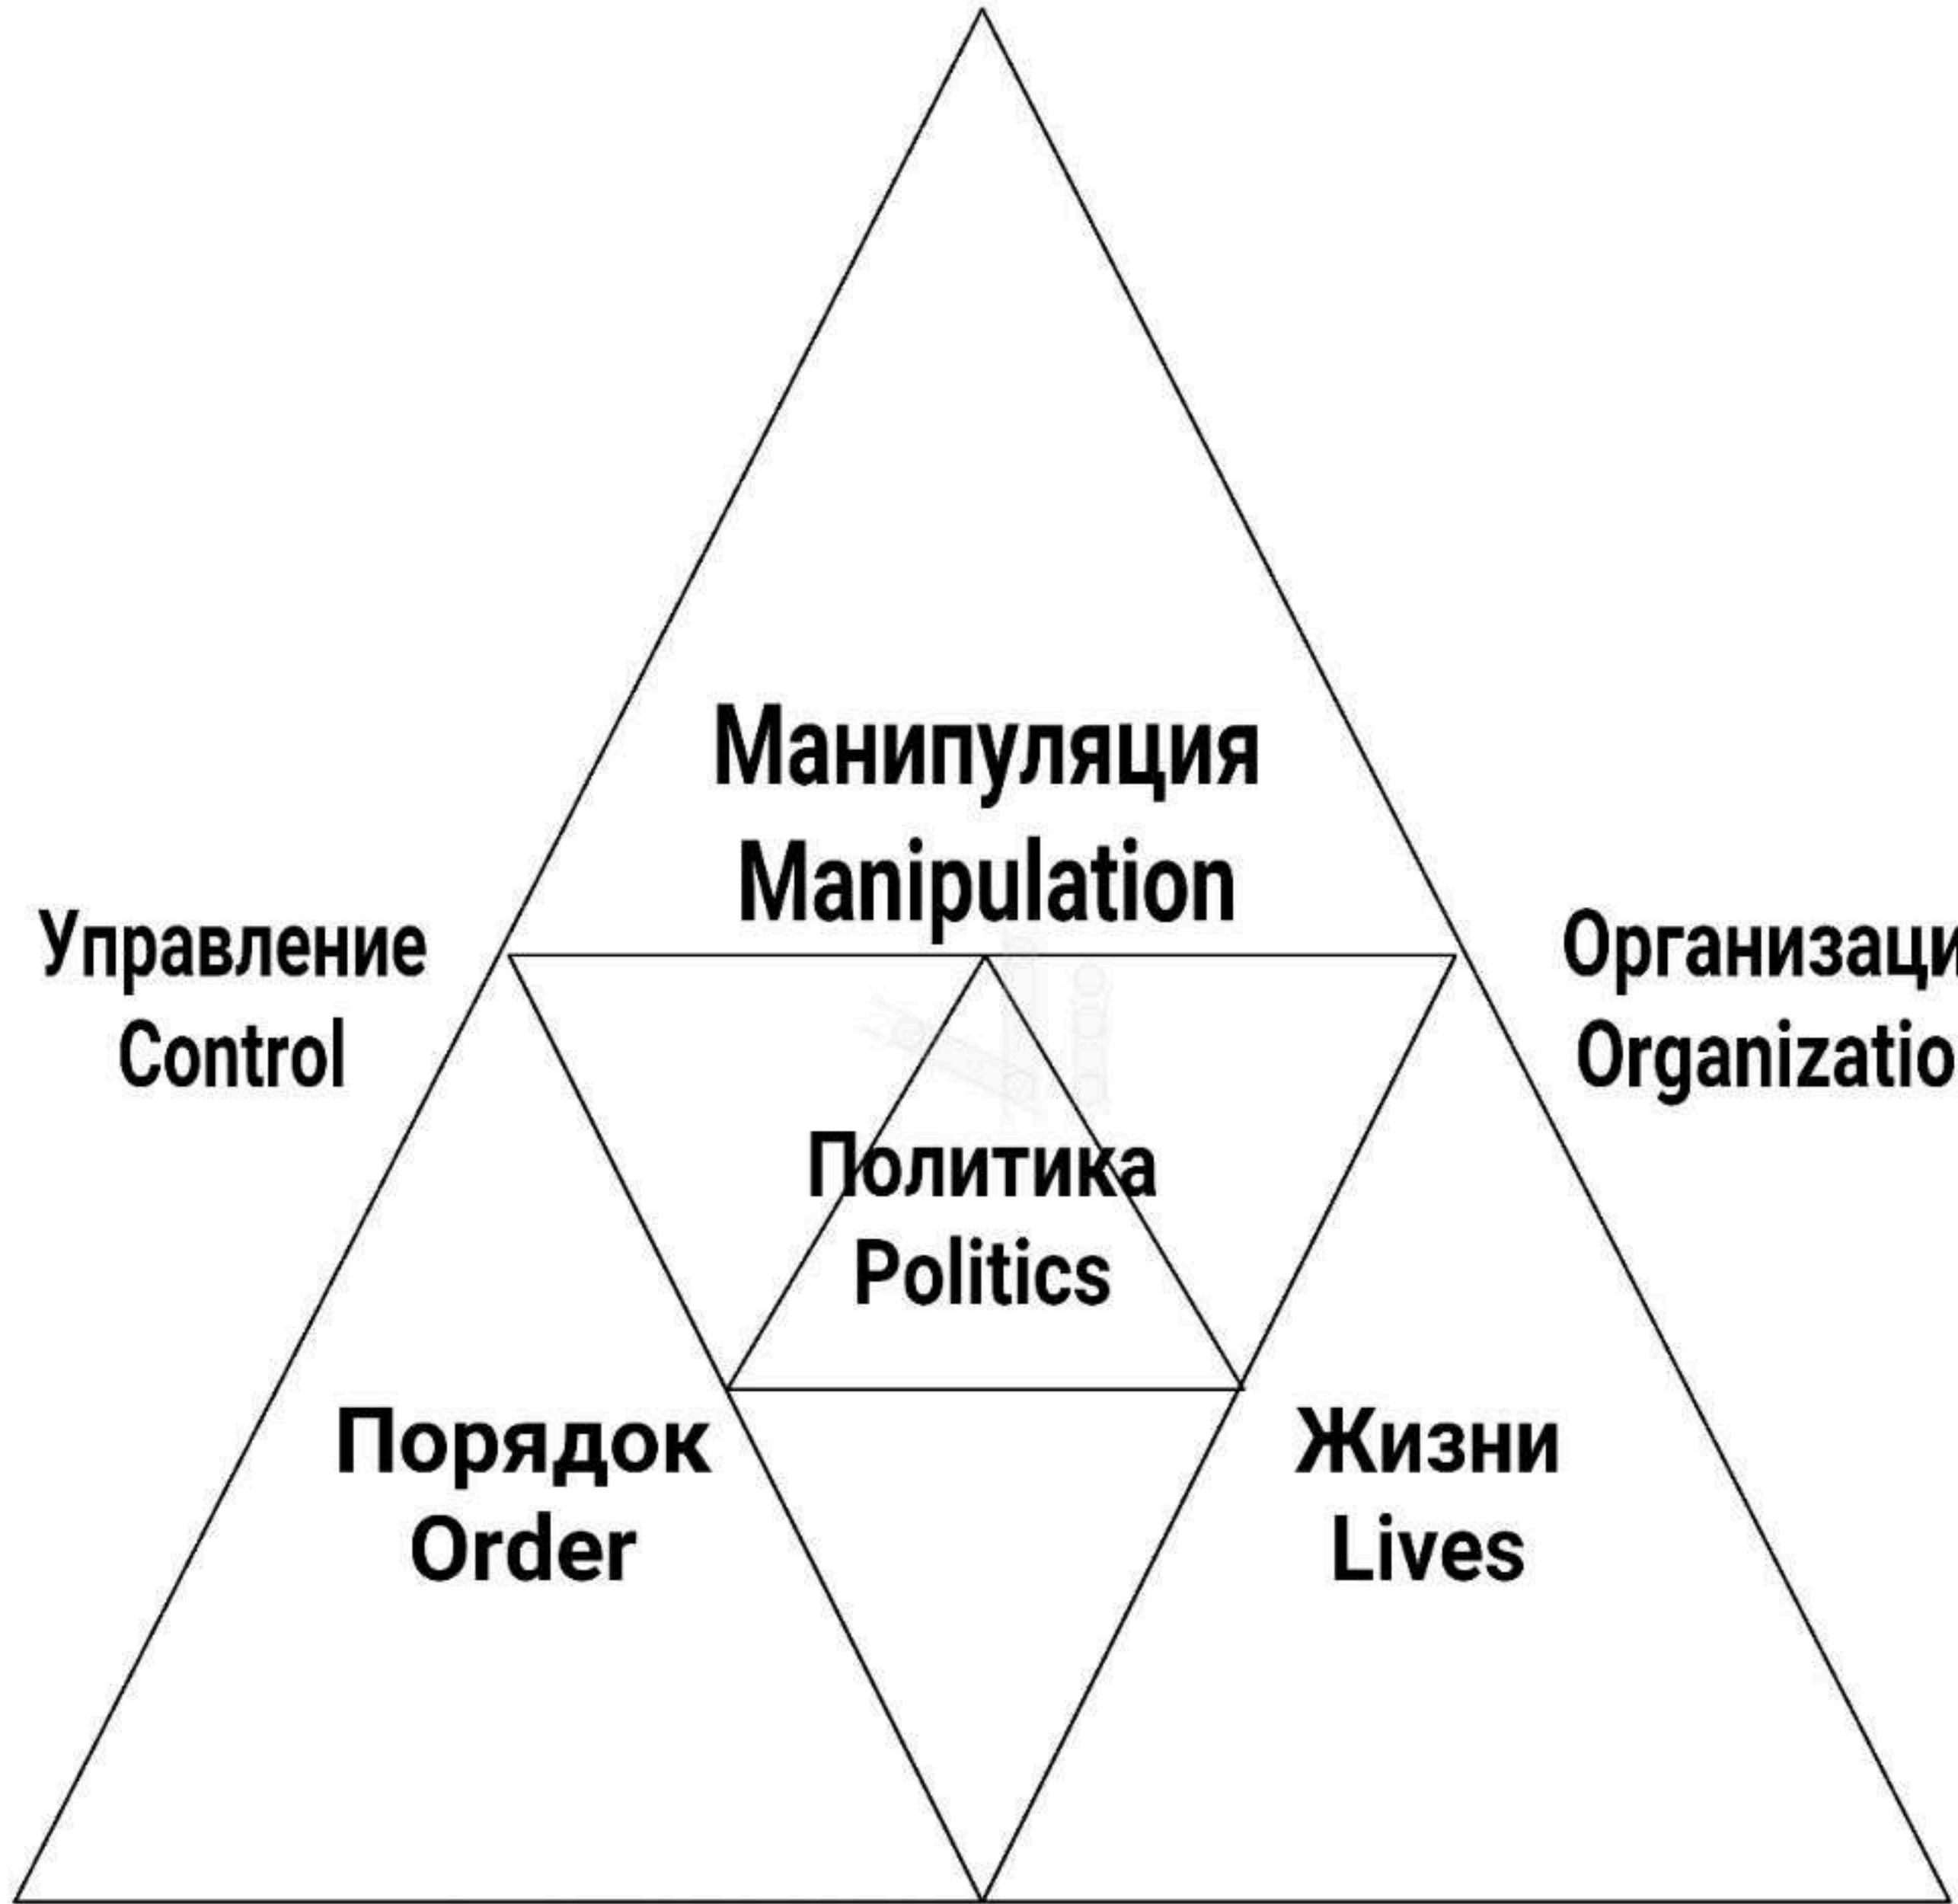 Манипуляция
Manipulation
Управление
Control
Организаци
Organizatio
Политика
Politics
Порядок
Order
Жизни
Lives